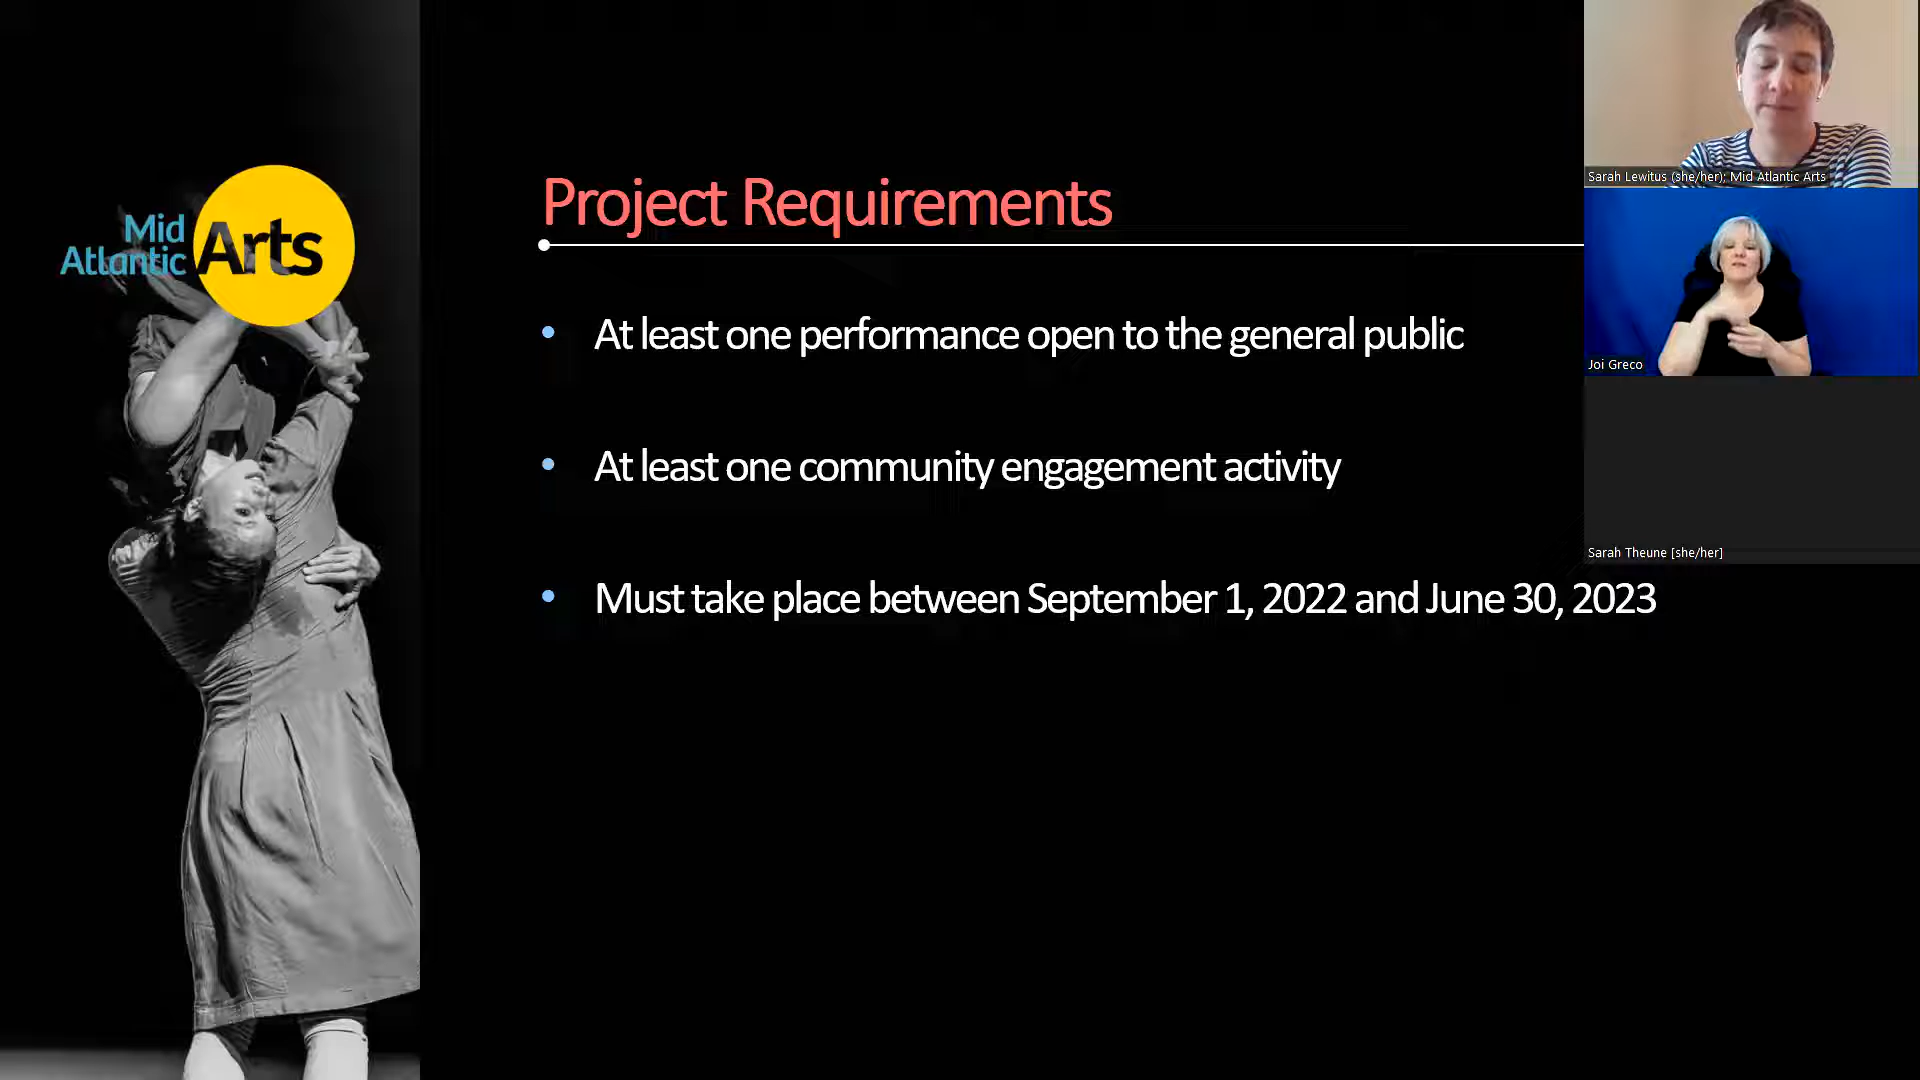 Mid
Atlantic
Arts
Project Requirements
• At least one performance open to the general public
• At least one community engagement activity
• Must take place between September 1, 2022 and June 30, 2023
Sarah Lewitus (she/her); Mid Atlantic Arts
Joi Greco
Sarah Theune [she/her]